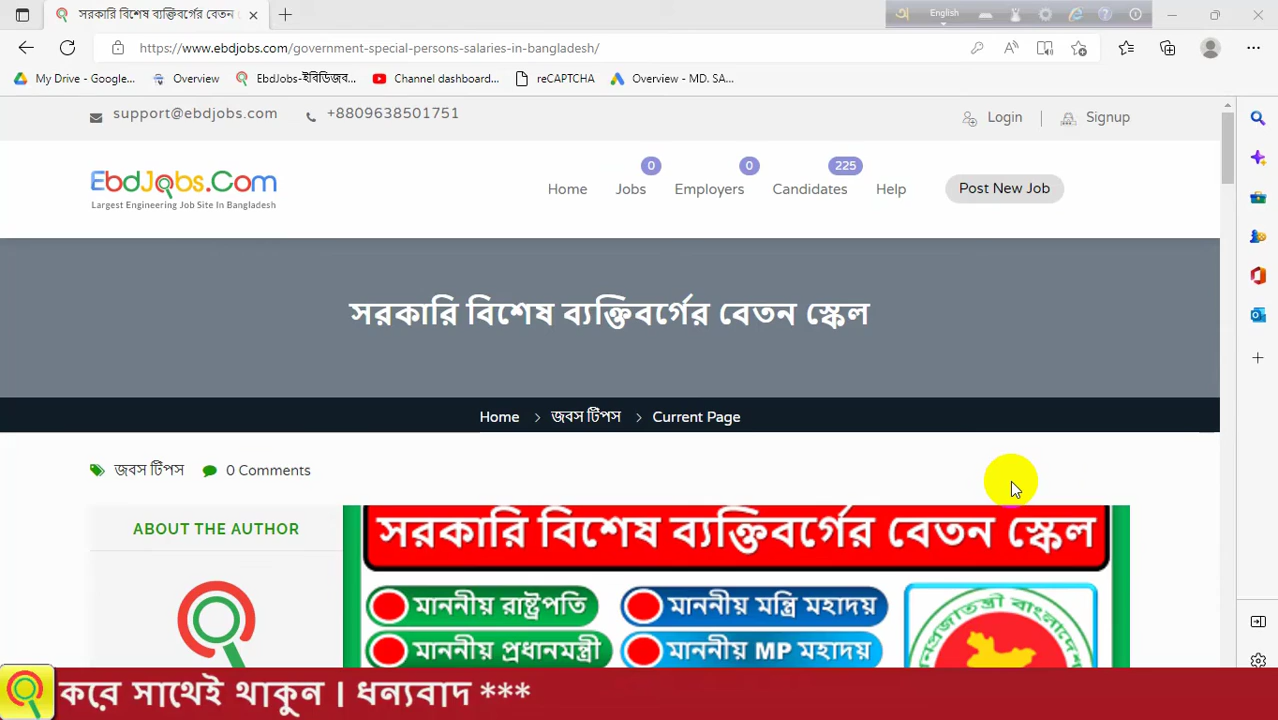 সরকারি বিশেষ ব্যক্তিবর্গের বেতন
English
https://www.ebdjobs.com/government-special-persons-salaries-in-bangladesh/
My Drive - Google...
Overview
EbdJobs-ইবিডিজব...
Channel dashboard...
reCAPTCHA
Overview - MD. SA...
support@ebdjobs.com
+8809638501751
Login
Signup
EbdJobs.Com
Largest Engineering Job Site In Bangladesh
Home
Jobs
0
Employers
0
Candidates
225
Help
Post New Job
সরকারি বিশেষ ব্যক্তিবর্গের বেতন স্কেল
Home > জবস টিপস > Current Page
জবস টিপস
0 Comments
ABOUT THE AUTHOR
সরকারি বিশেষ ব্যক্তিবর্গের বেতন স্কেল
মাননীয় রাষ্ট্রপতি
মাননীয় মন্ত্রি মহাদয়
মাননীয় প্রধানমন্ত্রী
মাননীয় MP মহাদয়
করে সাথেই থাকুন । ধন্যবাদ ***